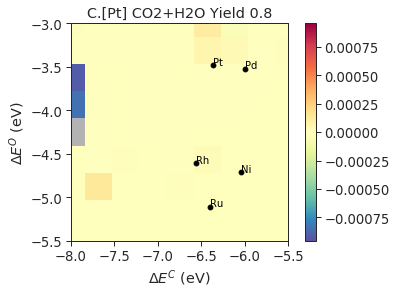 C.[Pt] CO2+H2O Yield 0.8
−3.0
−3.5
−4.0
−4.5
−5.0
−5.5
ΔE^O (eV)
Pt
Pd
Rh
Ni
Ru
−8.0 −7.5 −7.0 −6.5 −6.0 −5.5
ΔE^C (eV)
0.00075
0.00050
0.00025
0.00000
−0.00025
−0.00050
−0.00075